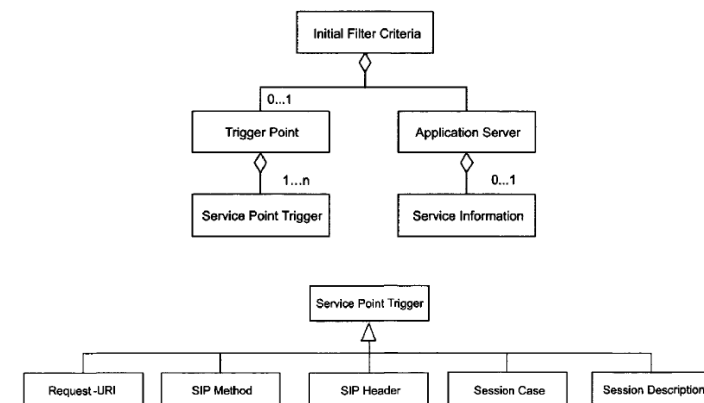 Initial Filter Criteria
0...1
Trigger Point
Application Server
1...n
0...1
Service Point Trigger
Service Information
Service Point Trigger
Request-URI
SIP Method
SIP Header
Session Case
Session Description